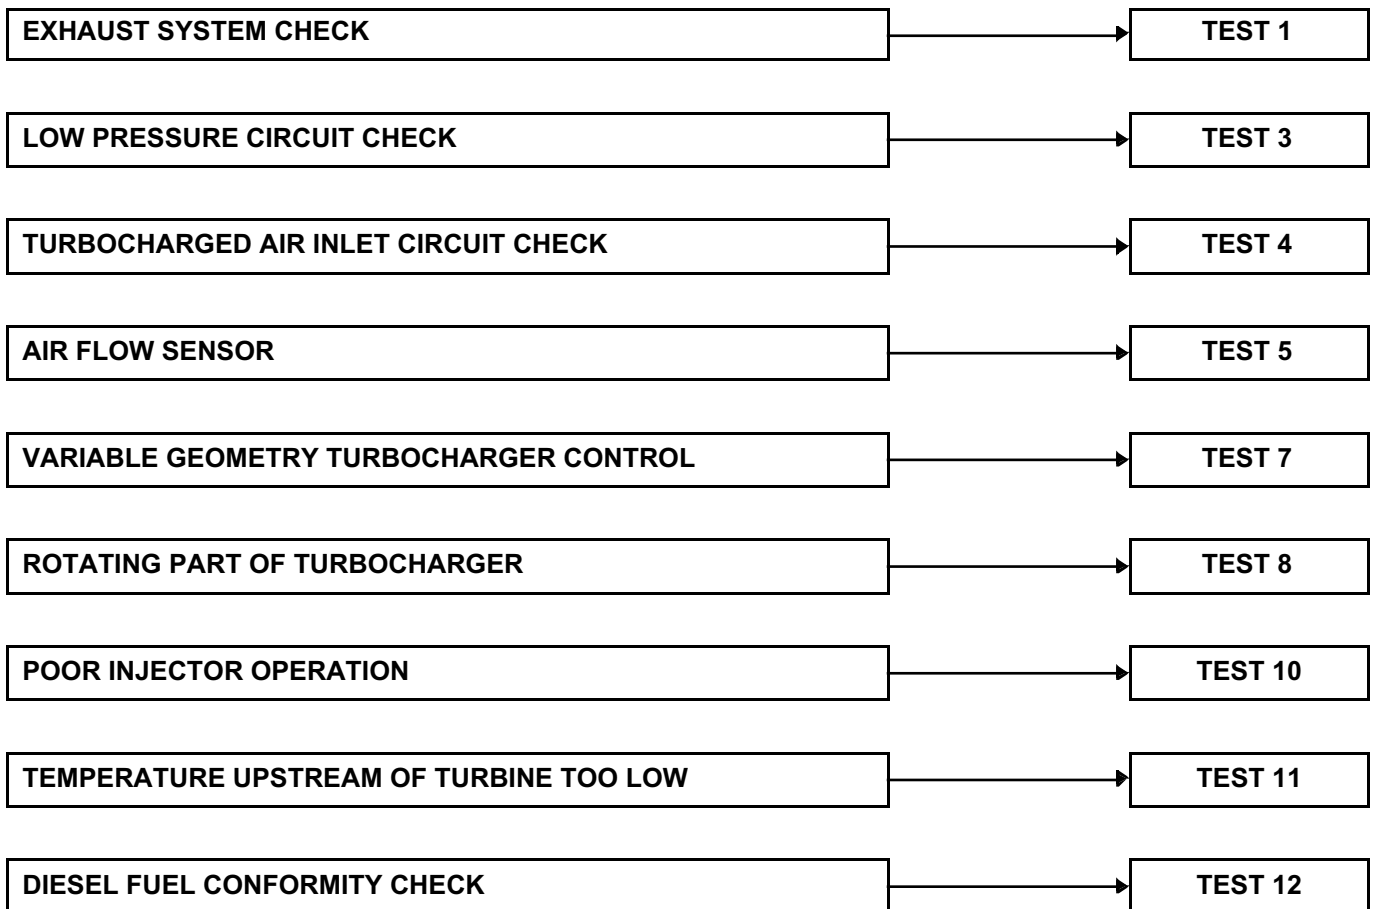 EXHAUST SYSTEM CHECK TEST 1
LOW PRESSURE CIRCUIT CHECK TEST 3
TURBOCHARGED AIR INLET CIRCUIT CHECK TEST 4
AIR FLOW SENSOR TEST 5
VARIABLE GEOMETRY TURBOCHARGER CONTROL TEST 7
ROTATING PART OF TURBOCHARGER TEST 8
POOR INJECTOR OPERATION TEST 10
TEMPERATURE UPSTREAM OF TURBINE TOO LOW TEST 11
DIESEL FUEL CONFORMITY CHECK TEST 12